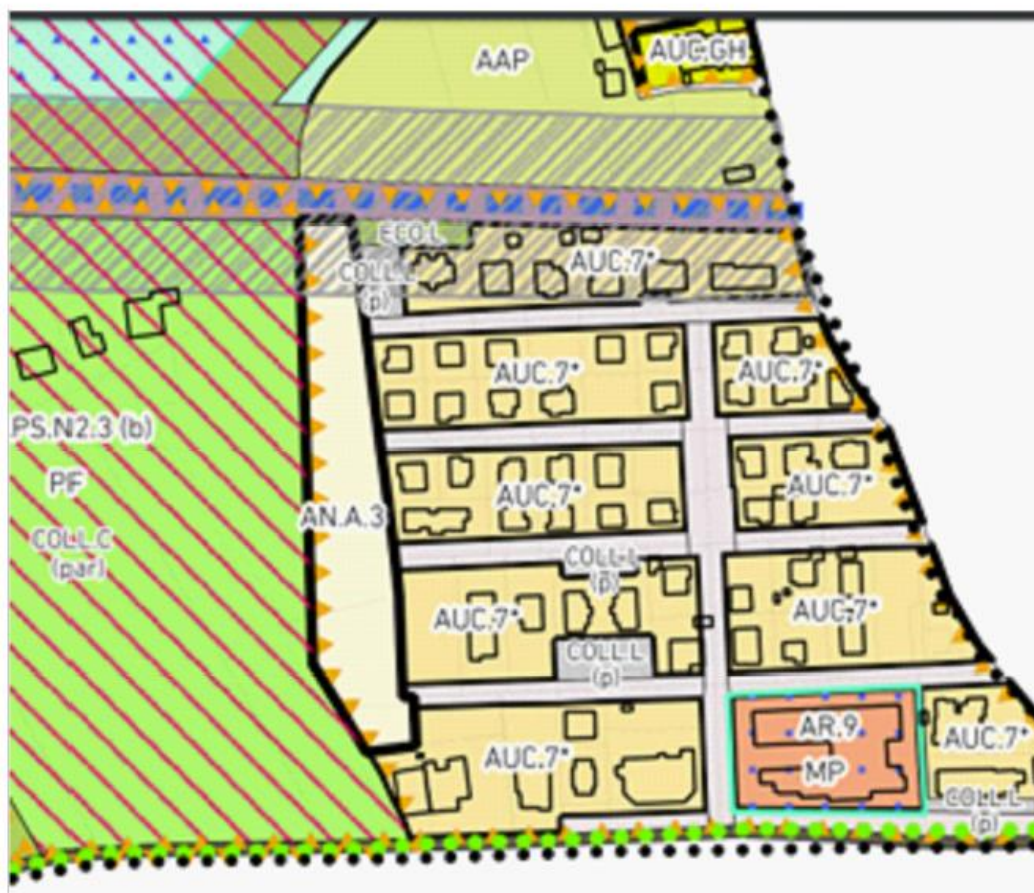 AAP
AUC.GH
ECO.L
COLL.L
(p)
AUC.7*
AUC.7*
AUC.7*
PS.N2.3 (b)
PF
COLL.C
(par)
AN.A.3
AUC.7*
AUC.7*
COLL.L
(p)
AUC.7*
AUC.7*
COLL.L
(p)
AUC.7*
AR.9
MP
AUC.7*
COLL.L
(p)